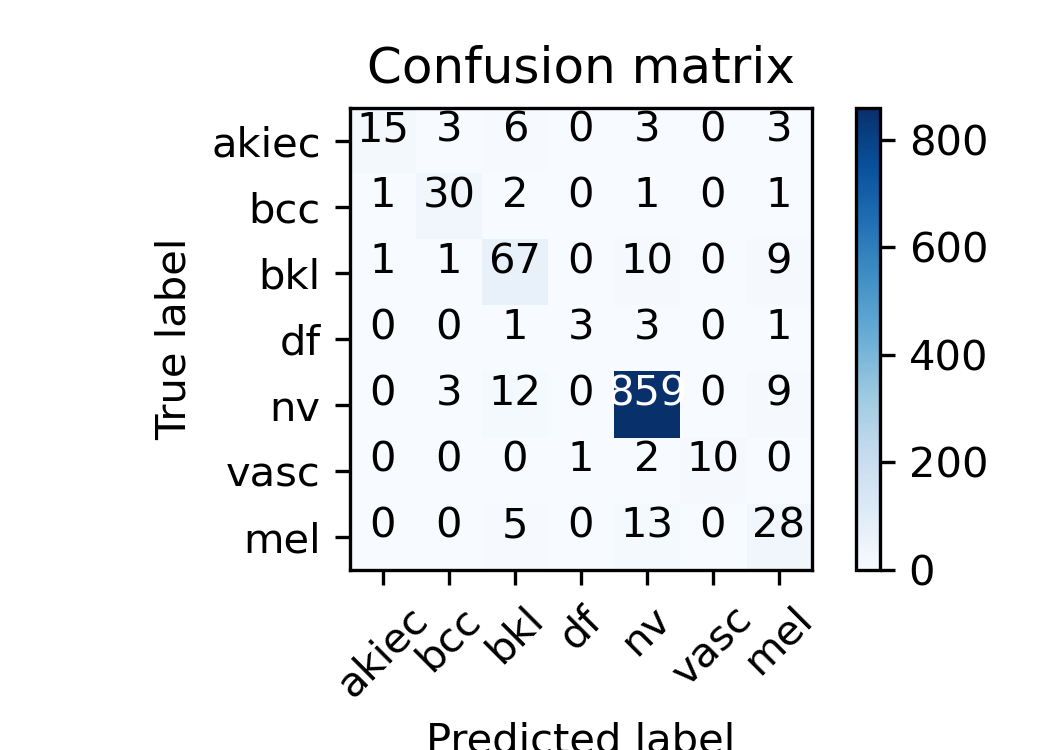 Confusion matrix
akiec 15 3 6 0 3 0 3
bcc 1 30 2 0 1 0 1
bkl 1 1 67 0 10 0 9
df 0 0 1 3 3 0 1
nv 0 3 12 0 859 0 9
vasc 0 0 0 1 2 10 0
mel 0 0 5 0 13 0 28
akiec bcc bkl df nv vasc mel
True label
Predicted label
800
600
400
200
0